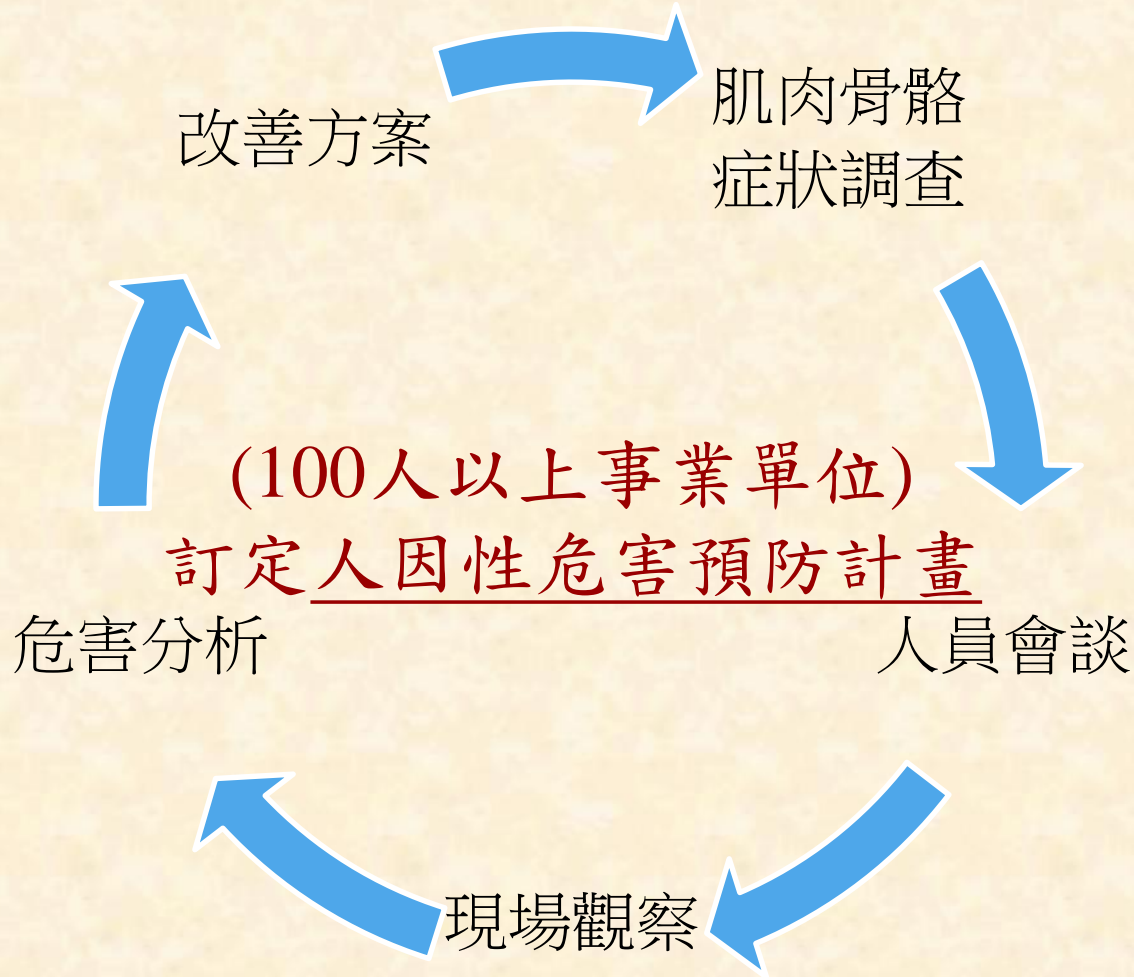 改善方案
肌肉骨骼
症狀調查
(100人以上事業單位)
訂定人因性危害預防計畫
危害分析
人員會談
現場觀察